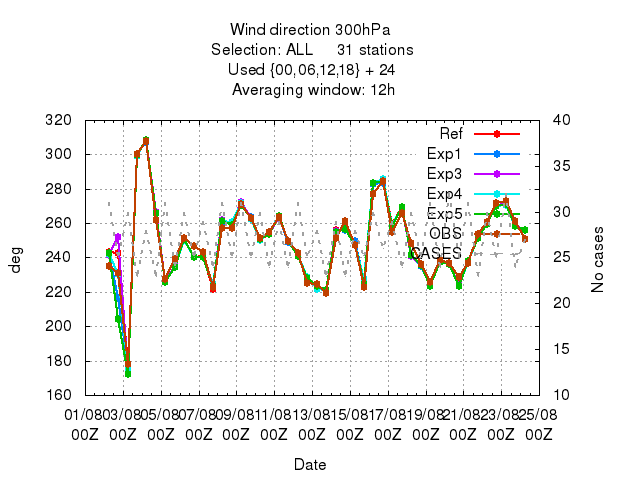 Wind direction 300hPa
Selection: ALL 31 stations
Used {00,06,12,18} + 24
Averaging window: 12h
320 40
Ref
300 35
Exp1
Exp3
280
Exp4
30
Exp5
260
OBS
CASES
240 25
deg
No cases
220 20
200
180 15
160 10
01/08 03/08 05/08 07/08 09/08 11/08 13/08 15/08 17/08 19/08 21/08 23/08 25/08
00Z 00Z 00Z 00Z 00Z 00Z 00Z 00Z 00Z 00Z 00Z 00Z 00Z
Date